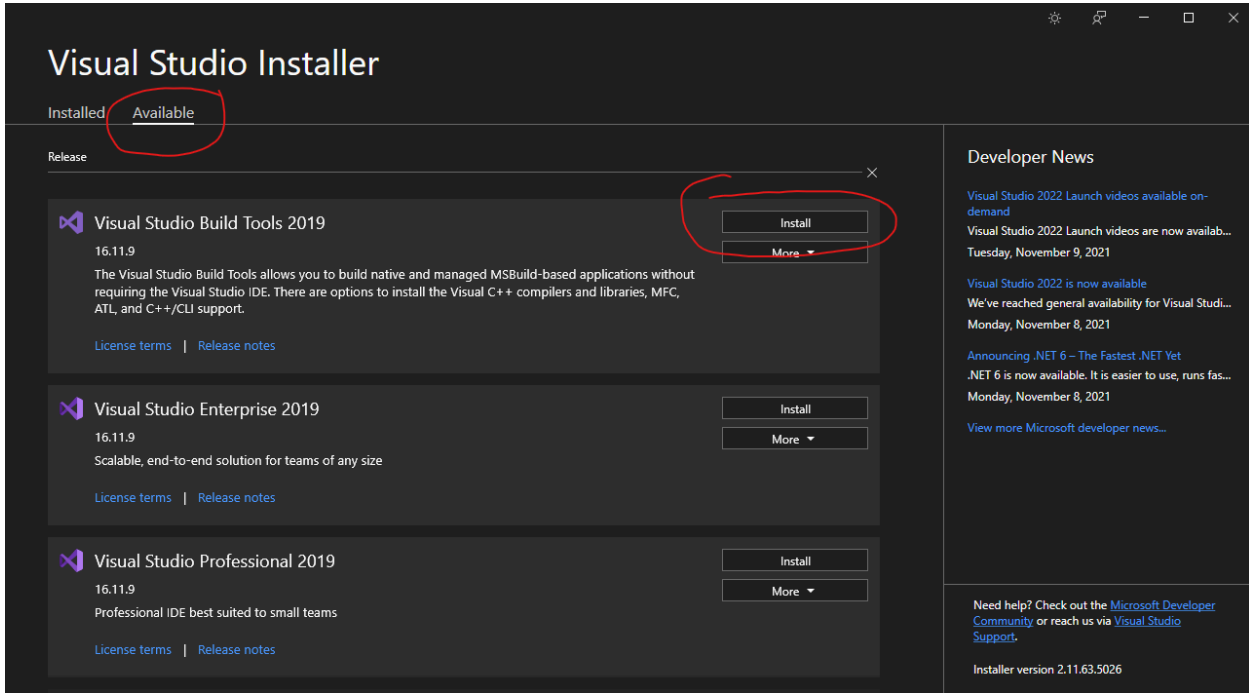 Visual Studio Installer
Installed
Available
Release
Visual Studio Build Tools 2019
Install
16.11.9
More
The Visual Studio Build Tools allows you to build native and managed MSBuild-based applications without
requiring the Visual Studio IDE. There are options to install the Visual C++ compilers and libraries, MFC,
ATL, and C++/CLI support.
License terms | Release notes
Visual Studio Enterprise 2019
Install
16.11.9
More
Scalable, end-to-end solution for teams of any size
License terms | Release notes
Visual Studio Professional 2019
Install
16.11.9
More
Professional IDE best suited to small teams
License terms | Release notes
Developer News
Visual Studio 2022 Launch videos available on-
demand
Visual Studio 2022 Launch videos are now availab...
Tuesday, November 9, 2021
Visual Studio 2022 is now available
We've reached general availability for Visual Studi...
Monday, November 8, 2021
Announcing .NET 6 – The Fastest .NET Yet
.NET 6 is now available. It is easier to use, runs fas...
Monday, November 8, 2021
View more Microsoft developer news...
Need help? Check out the Microsoft Developer
Community or reach us via Visual Studio
Support.
Installer version 2.11.63.5026